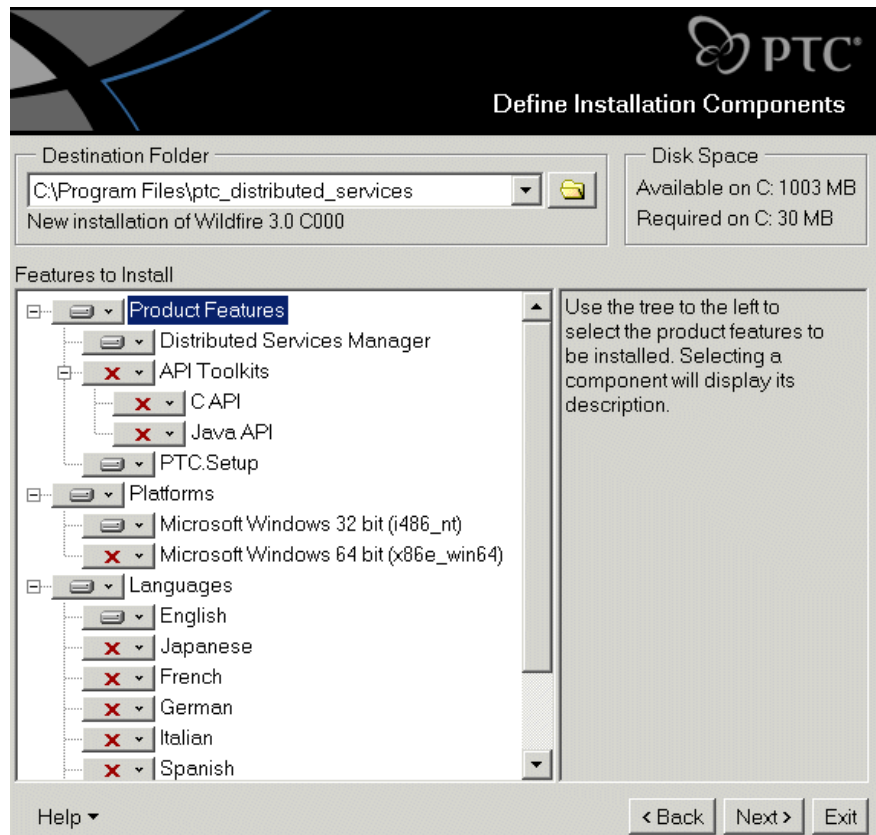 PTC®
Define Installation Components
Destination Folder
C:\Program Files\ptc_distributed_services
New installation of Wildfire 3.0 C000
Disk Space
Available on C: 1003 MB
Required on C: 30 MB
Features to Install
Product Features
Distributed Services Manager
API Toolkits
C API
Java API
PTC.Setup
Platforms
Microsoft Windows 32 bit (i486_nt)
Microsoft Windows 64 bit (x86e_win64)
Languages
English
Japanese
French
German
Italian
Spanish
Use the tree to the left to
select the product features to
be installed. Selecting a
component will display its
description.
Help
< Back
Next >
Exit